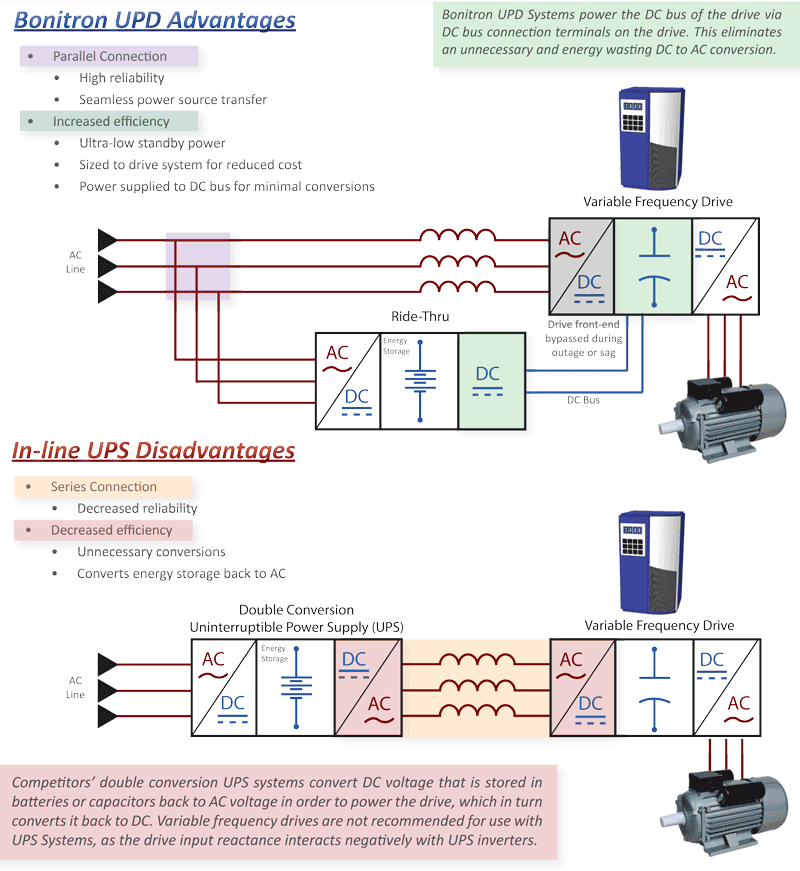 Bonitron UPD Advantages
Bonitron UPD Systems power the DC bus of the drive via
DC bus connection terminals on the drive. This eliminates
an unnecessary and energy wasting DC to AC conversion.
• Parallel Connection
• High reliability
• Seamless power source transfer
• Increased efficiency
• Ultra-low standby power
• Sized to drive system for reduced cost
• Power supplied to DC bus for minimal conversions
Variable Frequency Drive
AC
Line
AC
DC
DC
AC
Ride-Thru
Drive front-end
bypassed during
outage or sag
AC
DC
Energy
Storage
DC
DC Bus
In-line UPS Disadvantages
• Series Connection
• Decreased reliability
• Decreased efficiency
• Unnecessary conversions
• Converts energy storage back to AC
Double Conversion
Uninterruptible Power Supply (UPS)
Variable Frequency Drive
AC
Line
AC
DC
Energy
Storage
DC
AC
AC
DC
DC
AC
Competitors' double conversion UPS systems convert DC voltage that is stored in
batteries or capacitors back to AC voltage in order to power the drive, which in turn
converts it back to DC. Variable frequency drives are not recommended for use with
UPS Systems, as the drive input reactance interacts negatively with UPS inverters.